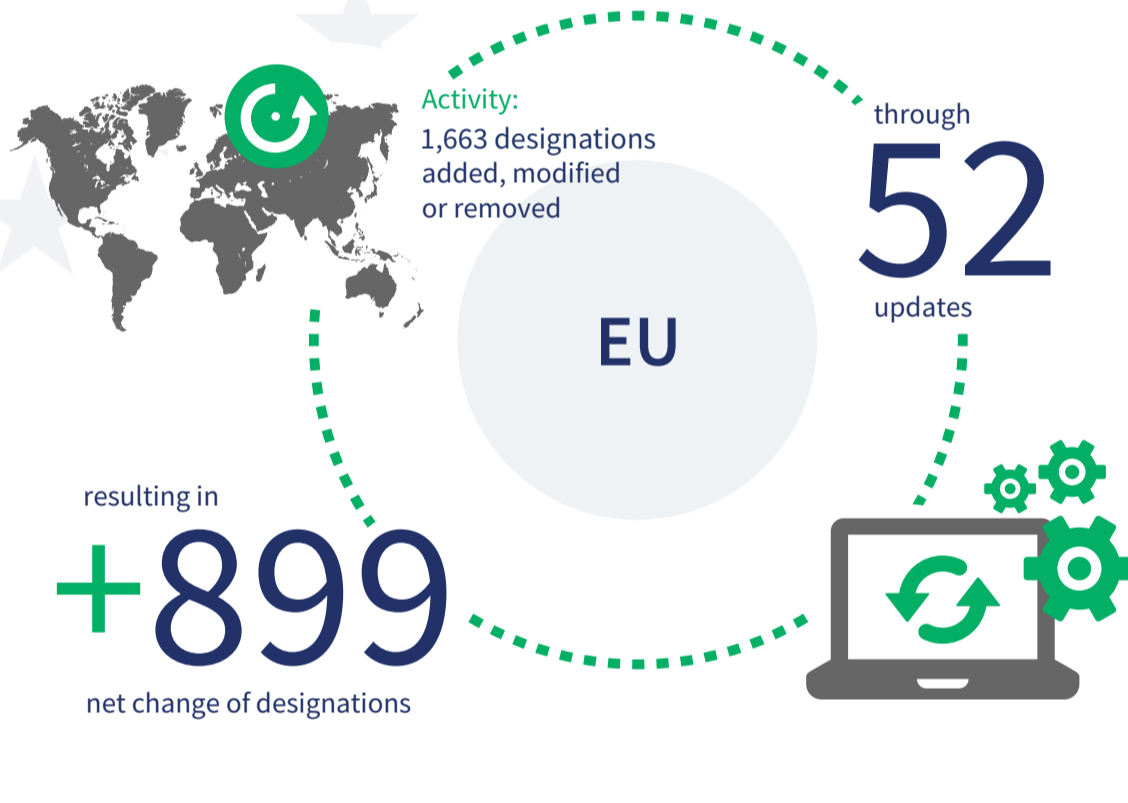 Activity:
1,663 designations
added, modified
or removed
through
52
updates
EU
resulting in
+899
net change of designations